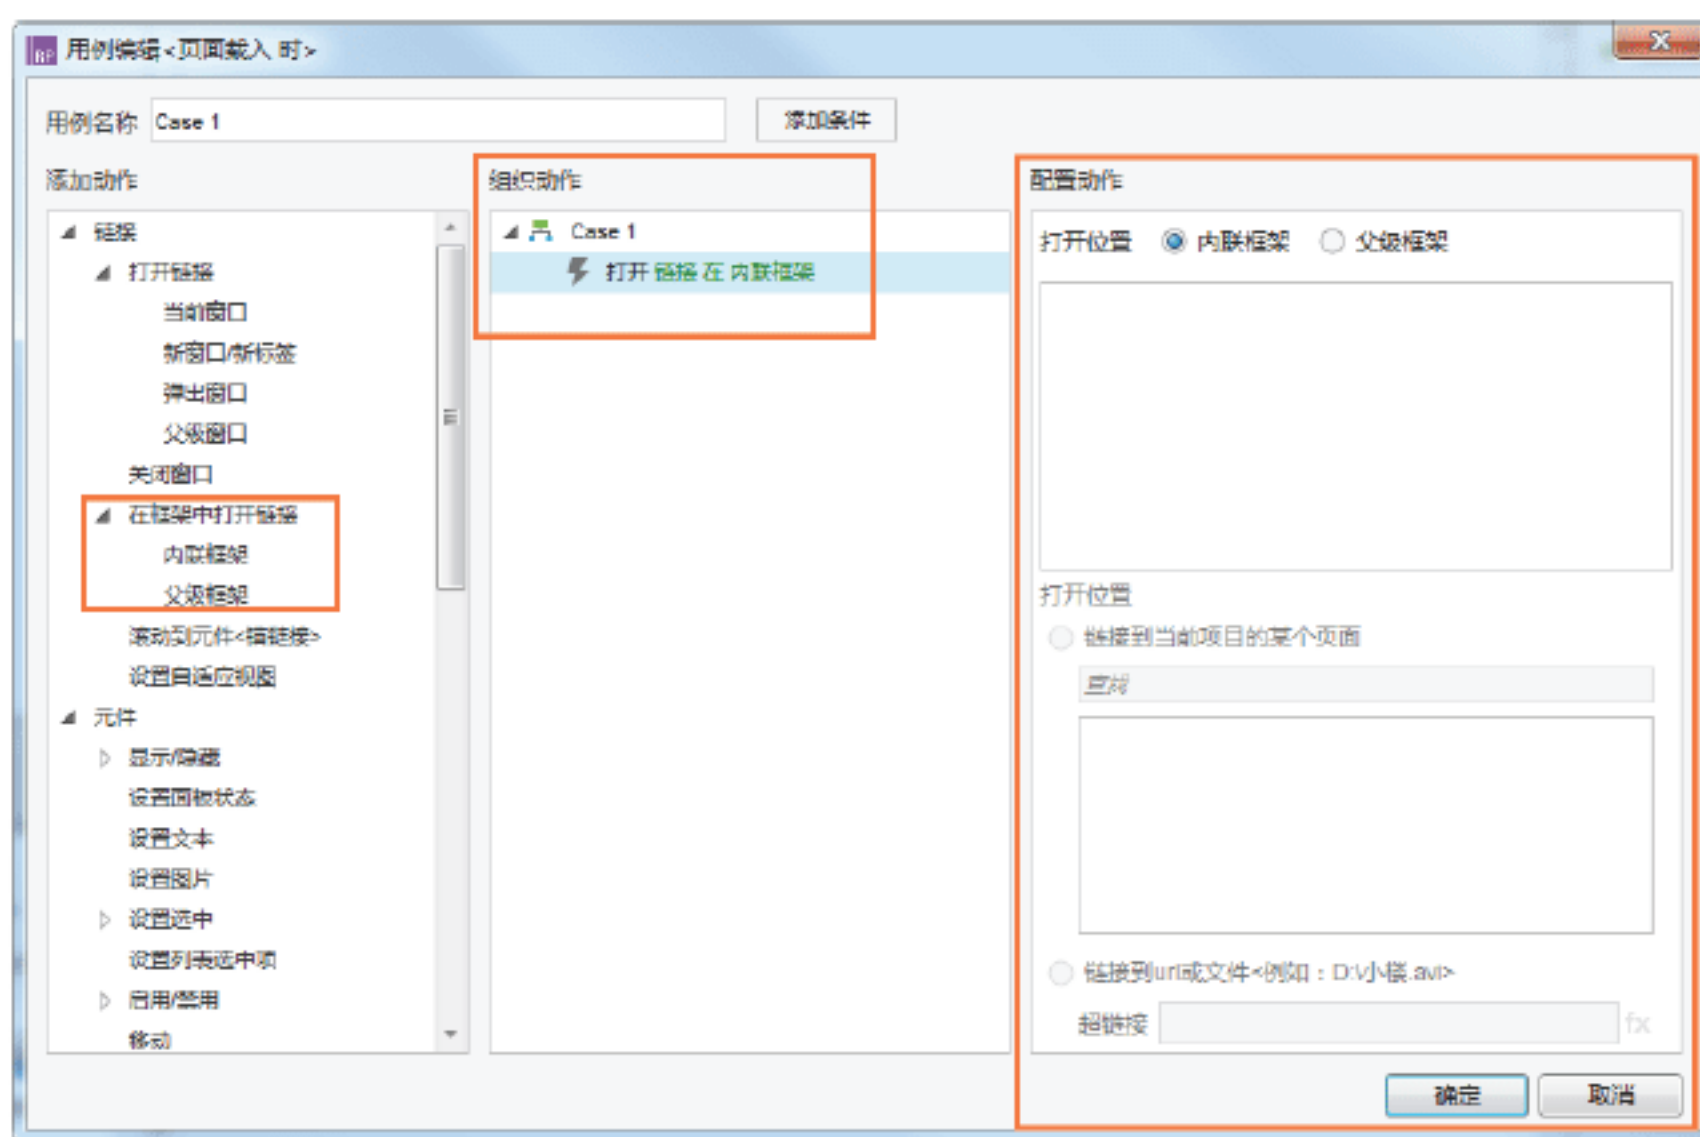 RP 用例编辑<页面载入 时>
用例名称 Case 1 添加条件
添加动作
链接
打开链接
当前窗口
新窗口/新标签
弹出窗口
父级窗口
关闭窗口
在框架中打开链接
内联框架
父级框架
滚动到元件<锚链接>
设置自适应视图
元件
显示/隐藏
设置面板状态
设置文本
设置图片
设置选中
设置列表选中项
启用/禁用
移动
组织动作
Case 1
打开 链接 在 内联框架
配置动作
打开位置 内联框架 父级框架
打开位置
链接到当前项目的某个页面
查找
链接到url或文件<例如：D:\小楼.avi>
超链接 fx
确定 取消